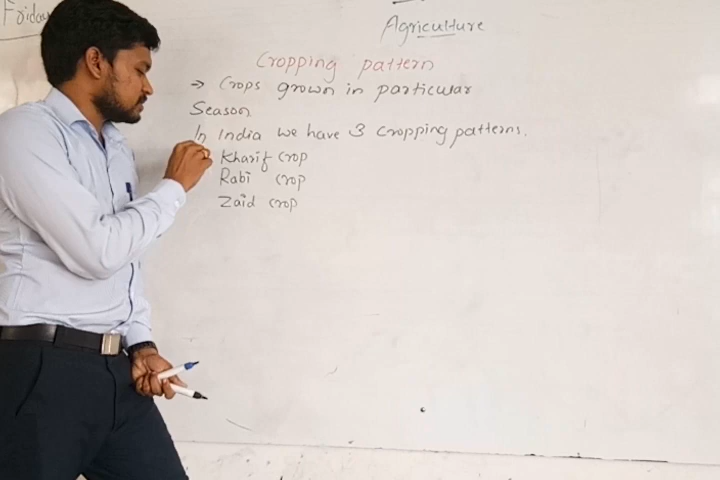 Friday
Agriculture
Cropping pattern
→ Crops grown in particular
Season
In India we have 3 cropping patterns.
Kharif crop
Rabi crop
Zaid crop